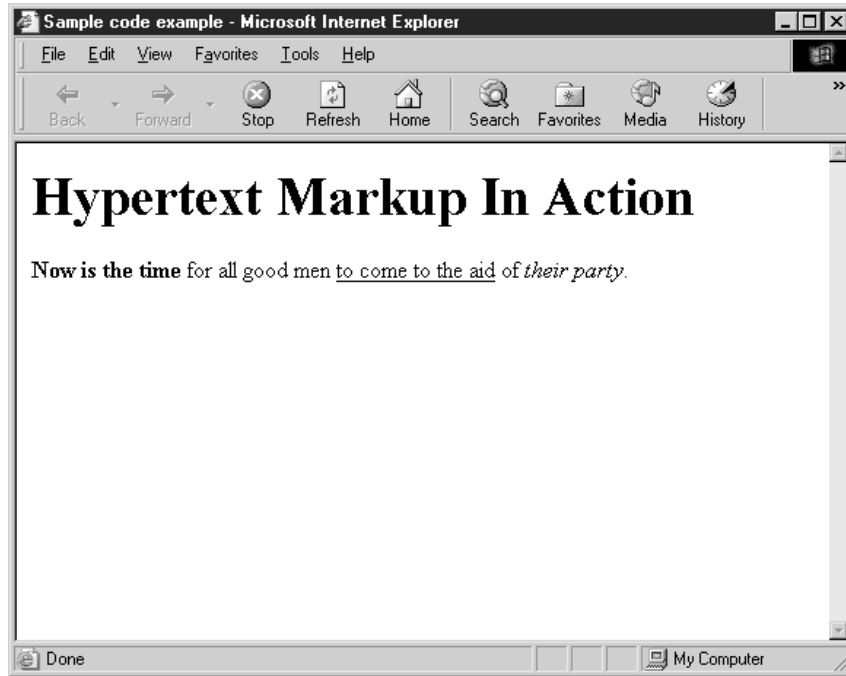 Sample code example - Microsoft Internet Explorer
File Edit View Favorites Tools Help
Back Forward Stop Refresh Home Search Favorites Media History »
Hypertext Markup In Action
Now is the time for all good men to come to the aid of their party.
Done My Computer